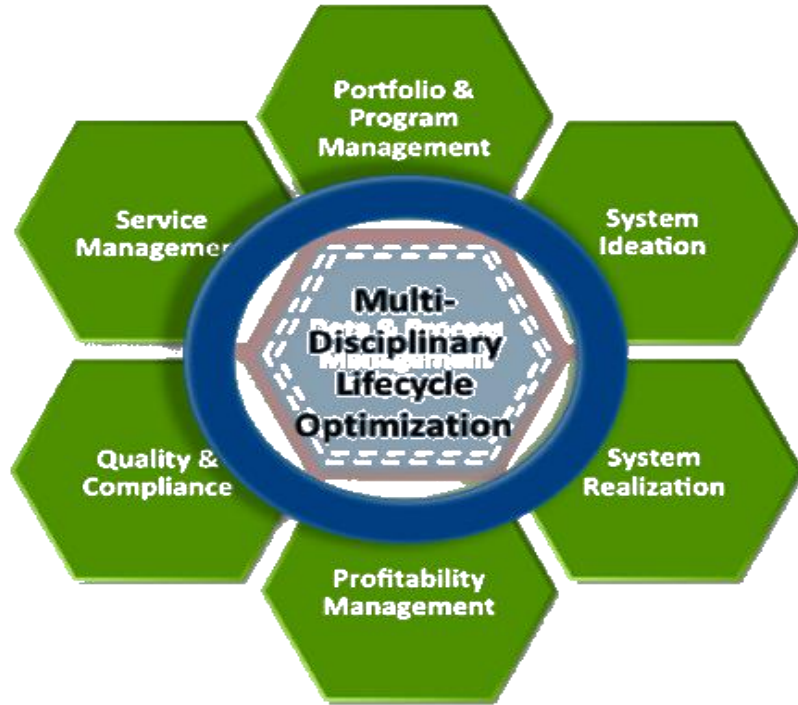 Portfolio &
Program
Management
System
Ideation
System
Realization
Profitability
Management
Quality &
Compliance
Service
Managemen
Multi-
Disciplinary
Lifecycle
Optimization